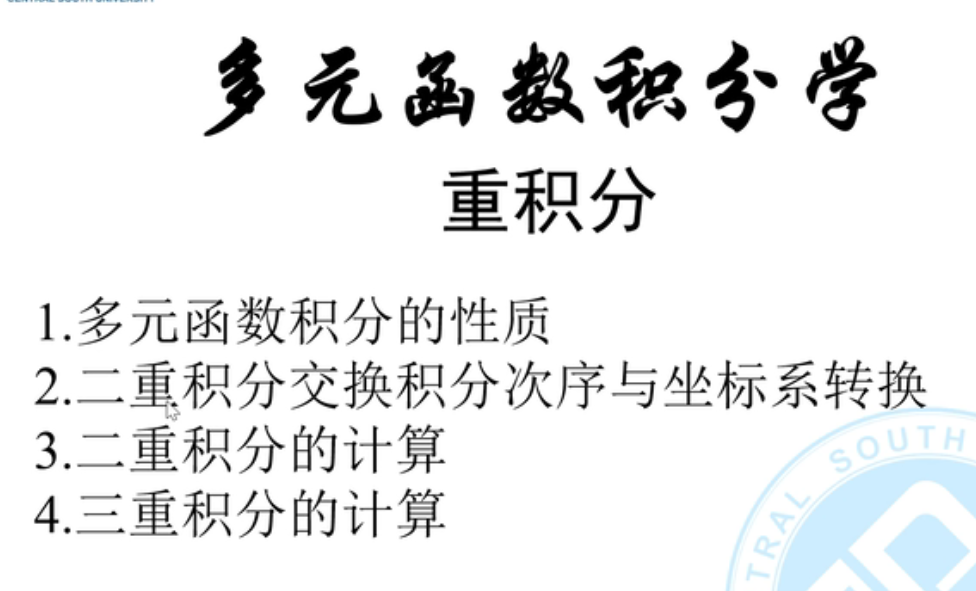 CENTRAL SOUTH UNIVERSITY
多元函数积分学
重积分
1.多元函数积分的性质
2.二重积分交换积分次序与坐标系转换
3.二重积分的计算
4.三重积分的计算
SOUTH